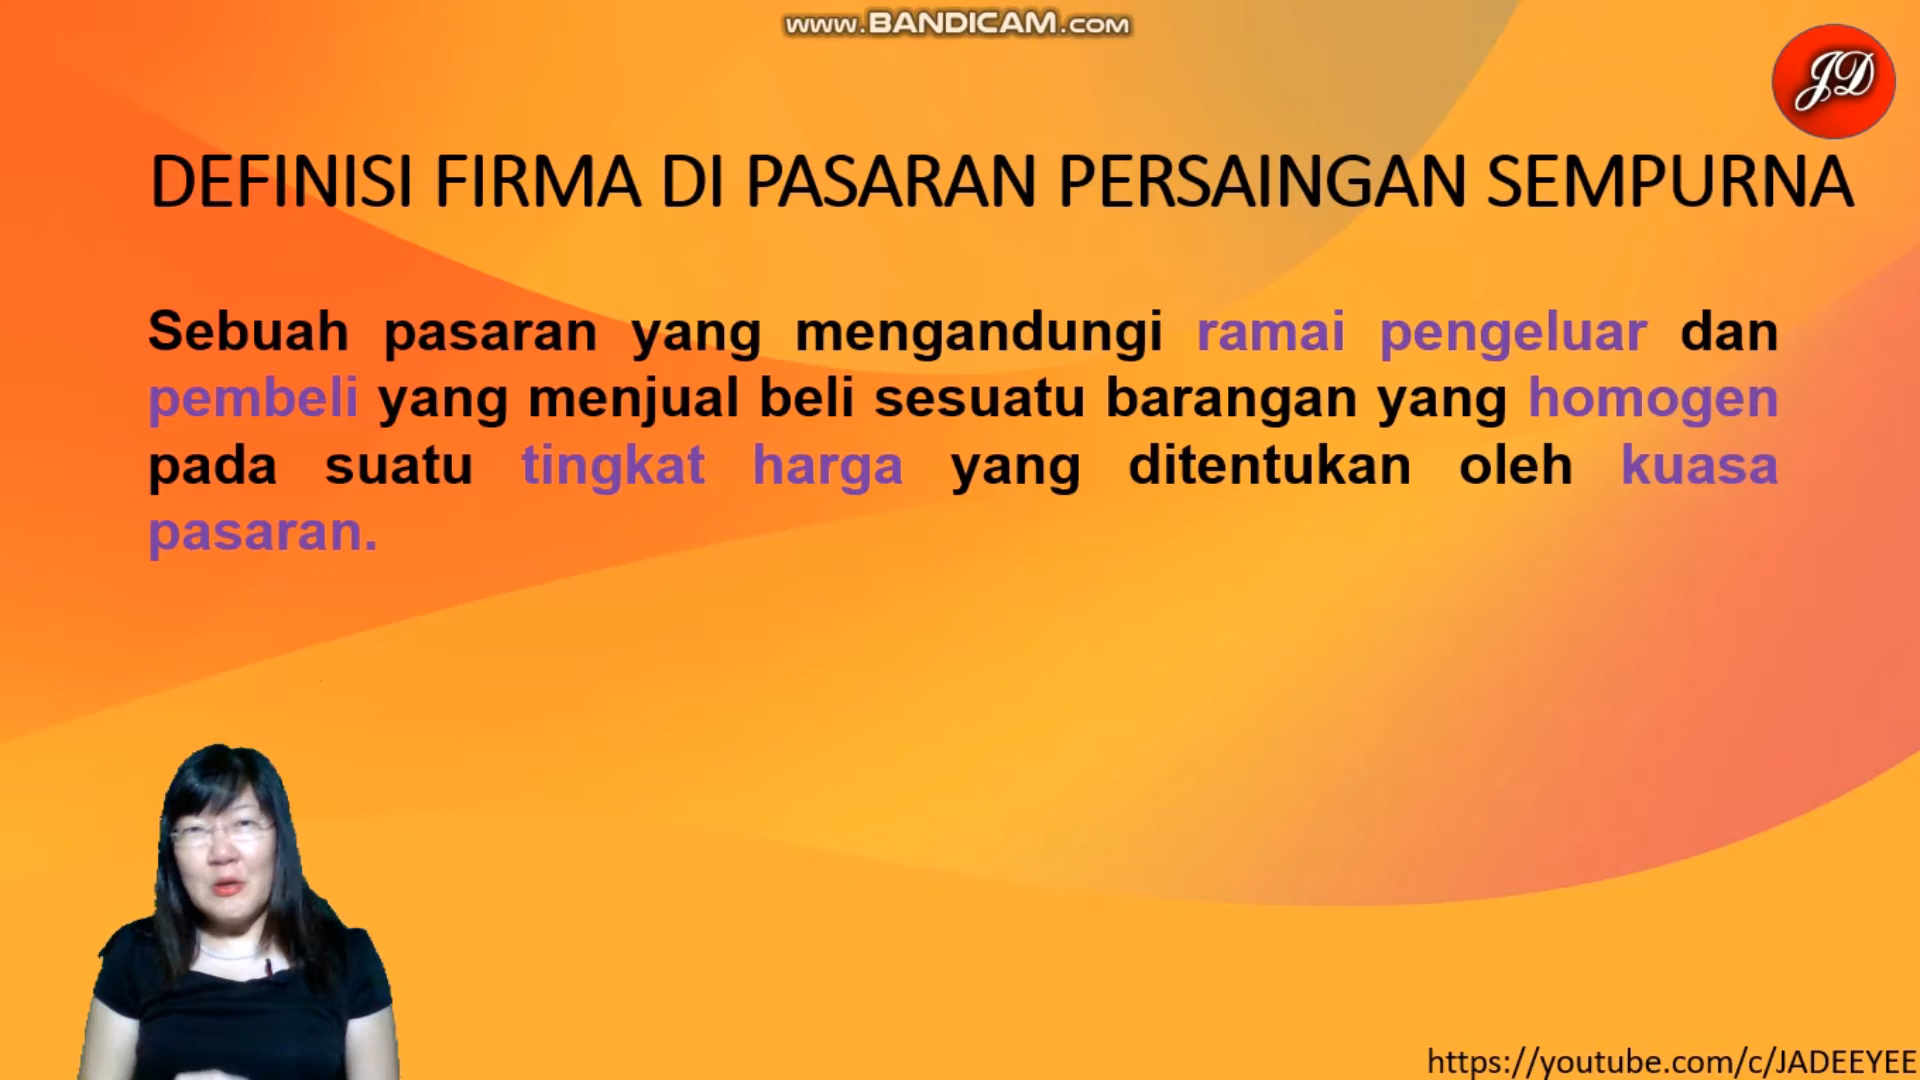 www.BANDICAM.com
JD
DEFINISI FIRMA DI PASARAN PERSAINGAN SEMPURNA
Sebuah pasaran yang mengandungi ramai pengeluar dan
pembeli yang menjual beli sesuatu barangan yang homogen
pada suatu tingkat harga yang ditentukan oleh kuasa
pasaran.
https://youtube.com/c/JADEEYEE